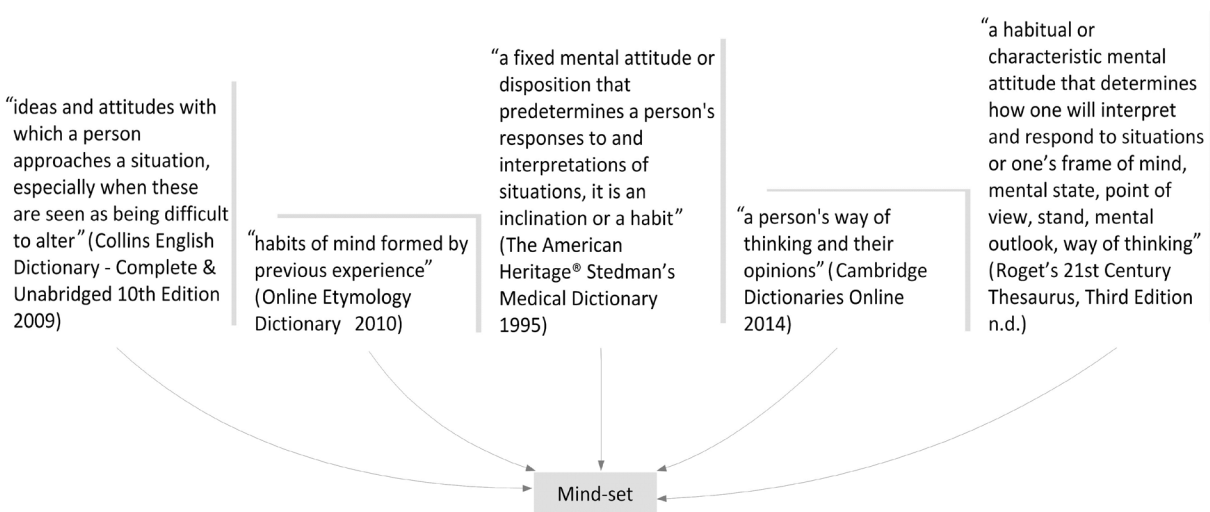 “ideas and attitudes with
which a person
approaches a situation,
especially when these
are seen as being difficult
to alter” (Collins English
Dictionary - Complete &
Unabridged 10th Edition
2009)
“habits of mind formed by
previous experience”
(Online Etymology
Dictionary 2010)
“a fixed mental attitude or
disposition that
predetermines a person's
responses to and
interpretations of
situations, it is an
inclination or a habit”
(The American
Heritage® Stedman’s
Medical Dictionary
1995)
“a person's way of
thinking and their
opinions” (Cambridge
Dictionaries Online
2014)
“a habitual or
characteristic mental
attitude that determines
how one will interpret
and respond to situations
or one’s frame of mind,
mental state, point of
view, stand, mental
outlook, way of thinking”
(Roget’s 21st Century
Thesaurus, Third Edition
n.d.)
Mind-set